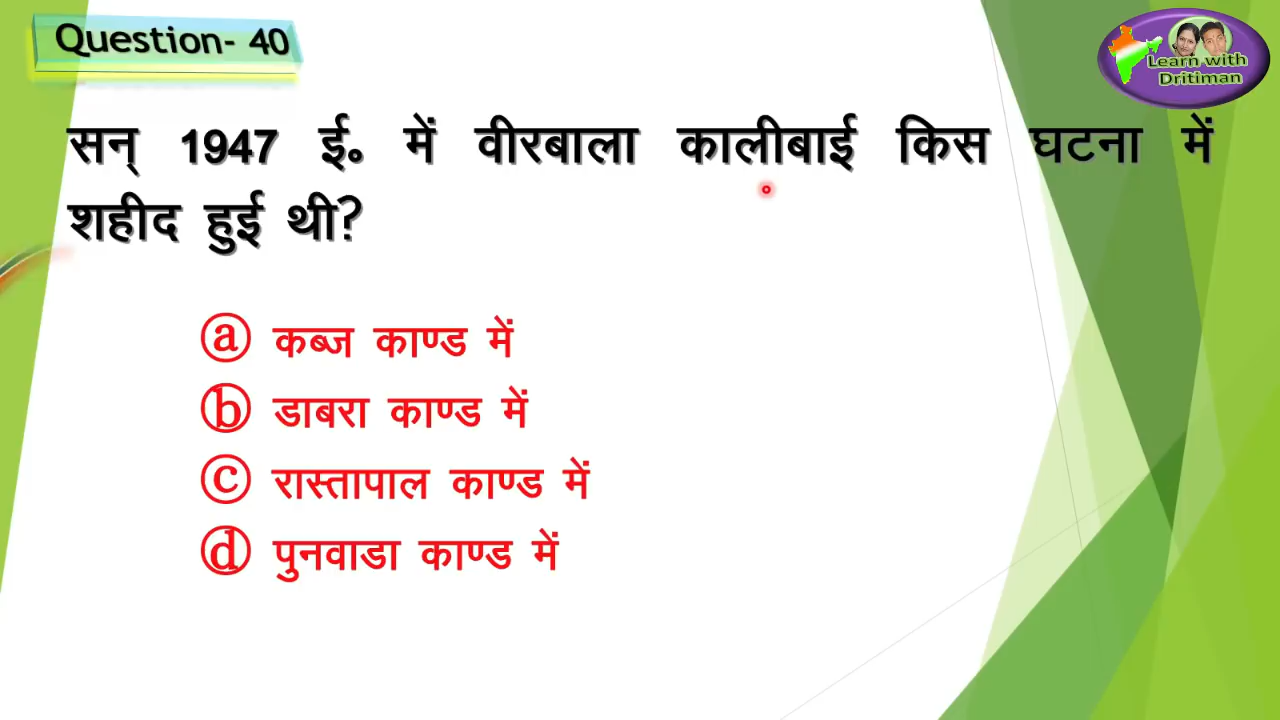 Question- 40
Learn with
Dritiman
सन् 1947 ई॰ में वीरबाला कालीबाई किस घटना में
शहीद हुई थी?
ⓐ कब्ज काण्ड में
ⓑ डाबरा काण्ड में
ⓒ रास्तापाल काण्ड में
ⓓ पुनवाडा काण्ड में